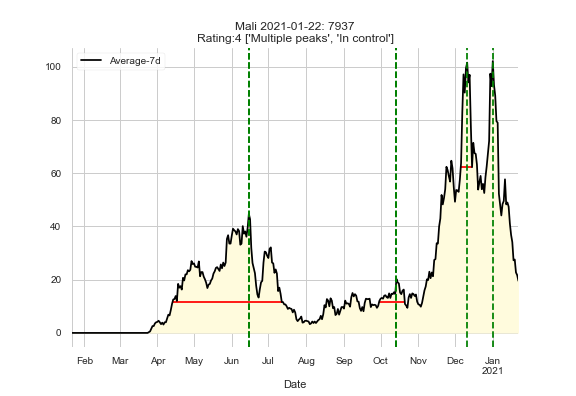 Mali 2021-01-22: 7937
Rating:4 ['Multiple peaks', 'In control']
Average-7d
100
80
60
40
20
0
Feb Mar Apr May Jun Jul Aug Sep Oct Nov Dec Jan
2021
Date